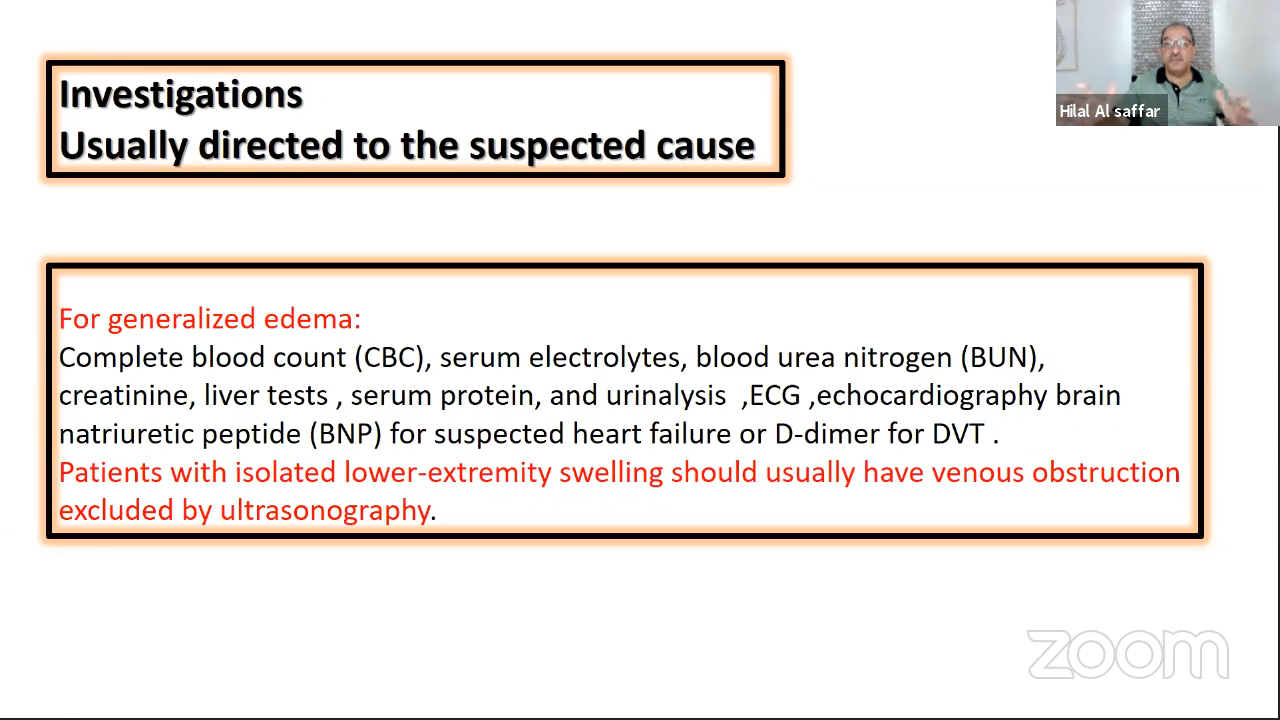 Investigations
Usually directed to the suspected cause
Hilal Al saffar
For generalized edema:
Complete blood count (CBC), serum electrolytes, blood urea nitrogen (BUN),
creatinine, liver tests , serum protein, and urinalysis  ,ECG ,echocardiography brain
natriuretic peptide (BNP) for suspected heart failure or D-dimer for DVT .
Patients with isolated lower-extremity swelling should usually have venous obstruction
excluded by ultrasonography.
zoom